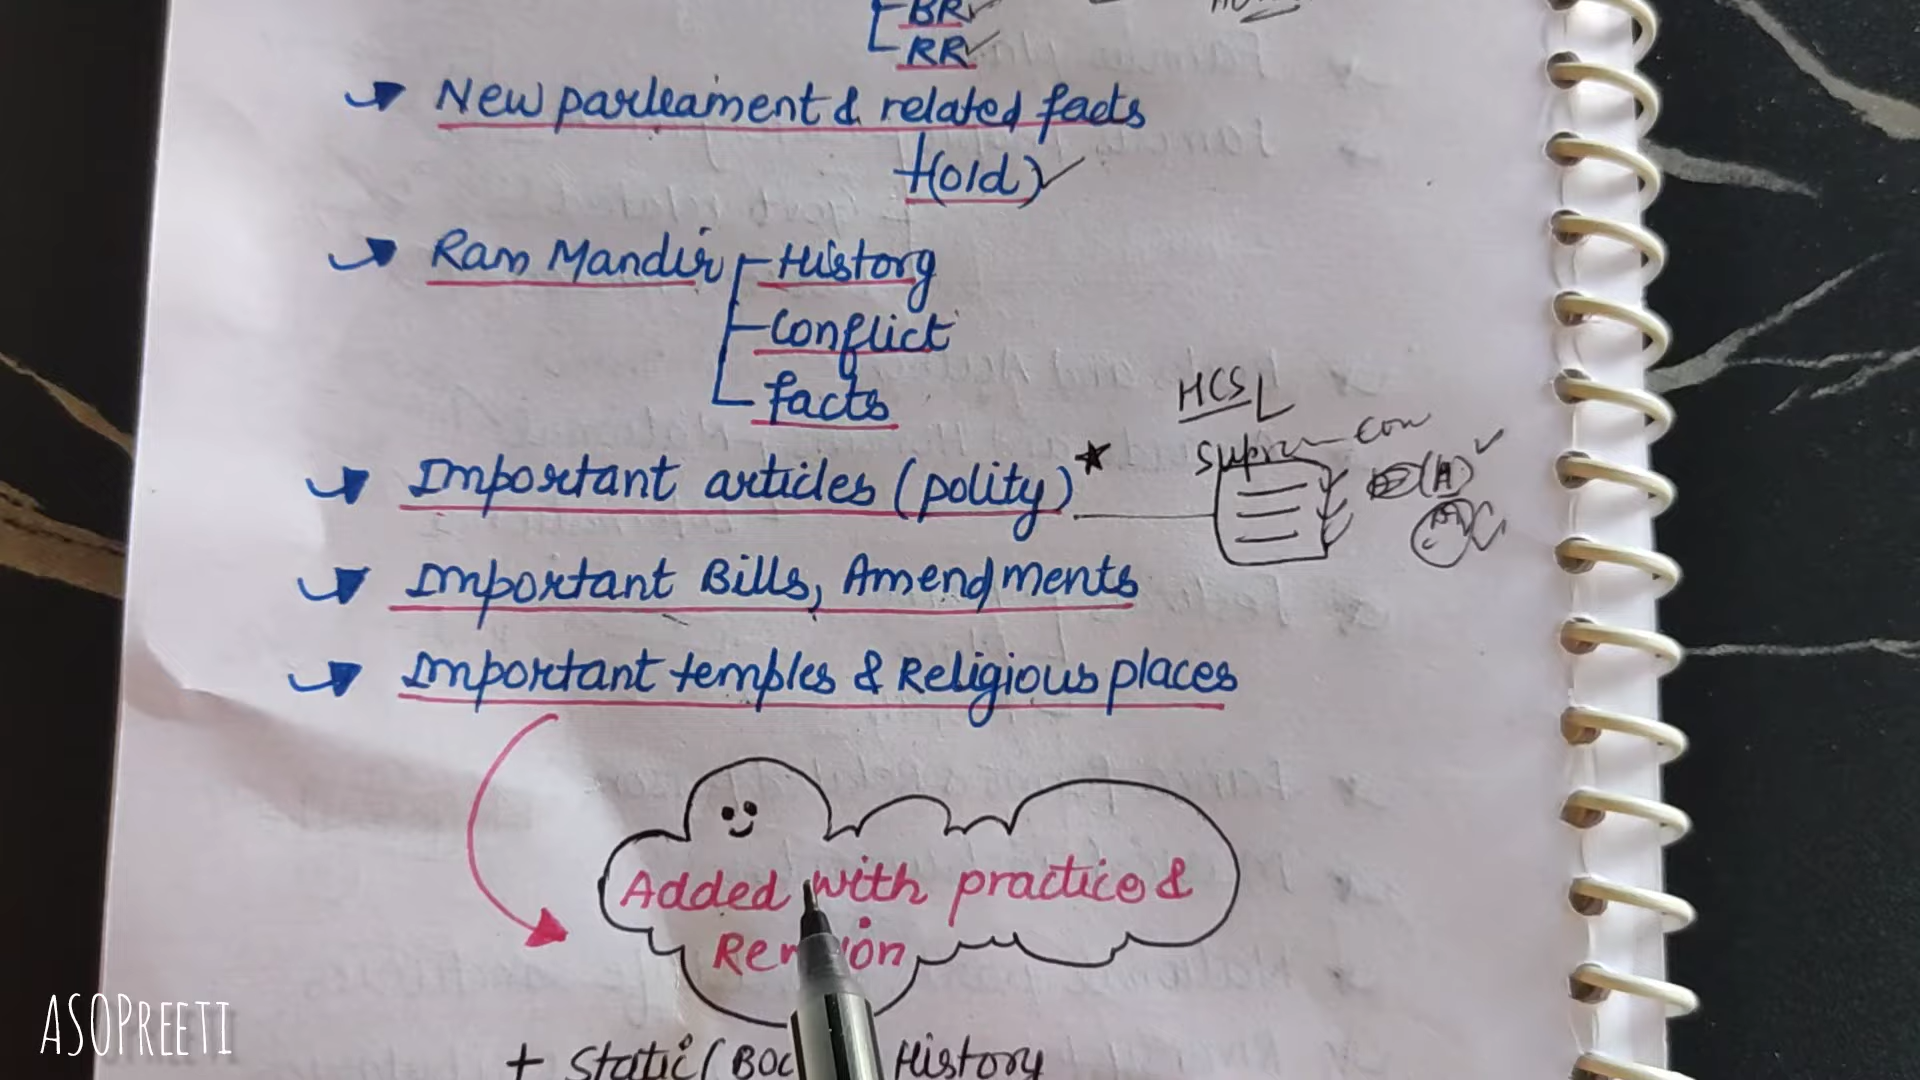 BR
RR
New parleament & related facts
+(old)
Ram Mandir History
Conflict
facts
HCSL
Important articles (polity)
Important Bills, Amendments
Important temples & Religious places
Added with practice &
+ Static History
ASOPREETI